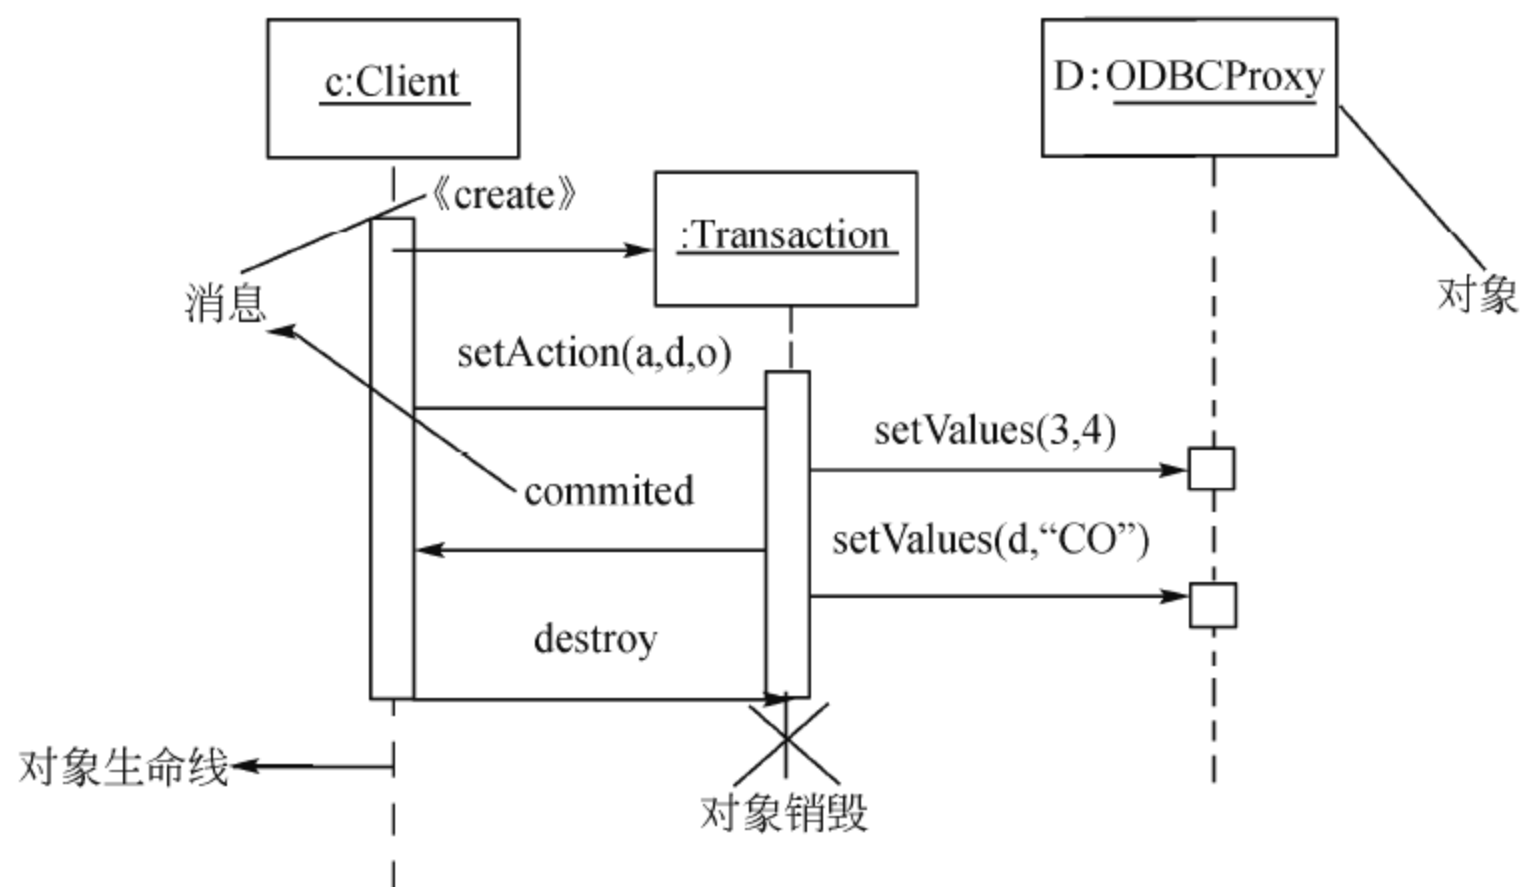 c:Client
D:ODBCProxy
《create》
:Transaction
消息
对象
setAction(a,d,o)
setValues(3,4)
commited
setValues(d,“CO”)
destroy
对象生命线
对象销毁